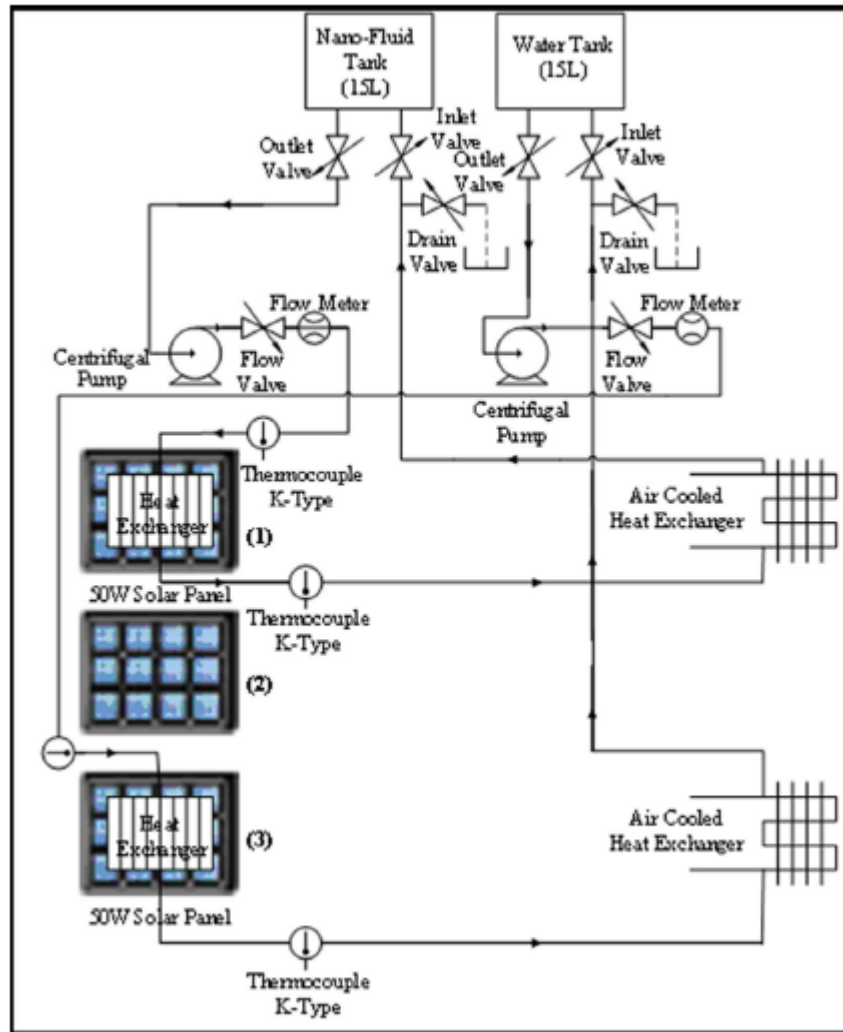 Nano-Fluid
Tank
(15L)
Water Tank
(15L)
Outlet
Valve
Inlet
Valve
Outlet
Valve
Inlet
Valve
Drain
Valve
Drain
Valve
Flow Meter
Flow
Valve
Centrifugal
Pump
Flow Meter
Flow
Valve
Centrifugal
Pump
Thermocouple
K-Type
Heat
Exchanger
(1)
50W Solar Panel
Air Cooled
Heat Exchanger
Thermocouple
K-Type
(2)
Heat
Exchanger
(3)
50W Solar Panel
Air Cooled
Heat Exchanger
Thermocouple
K-Type